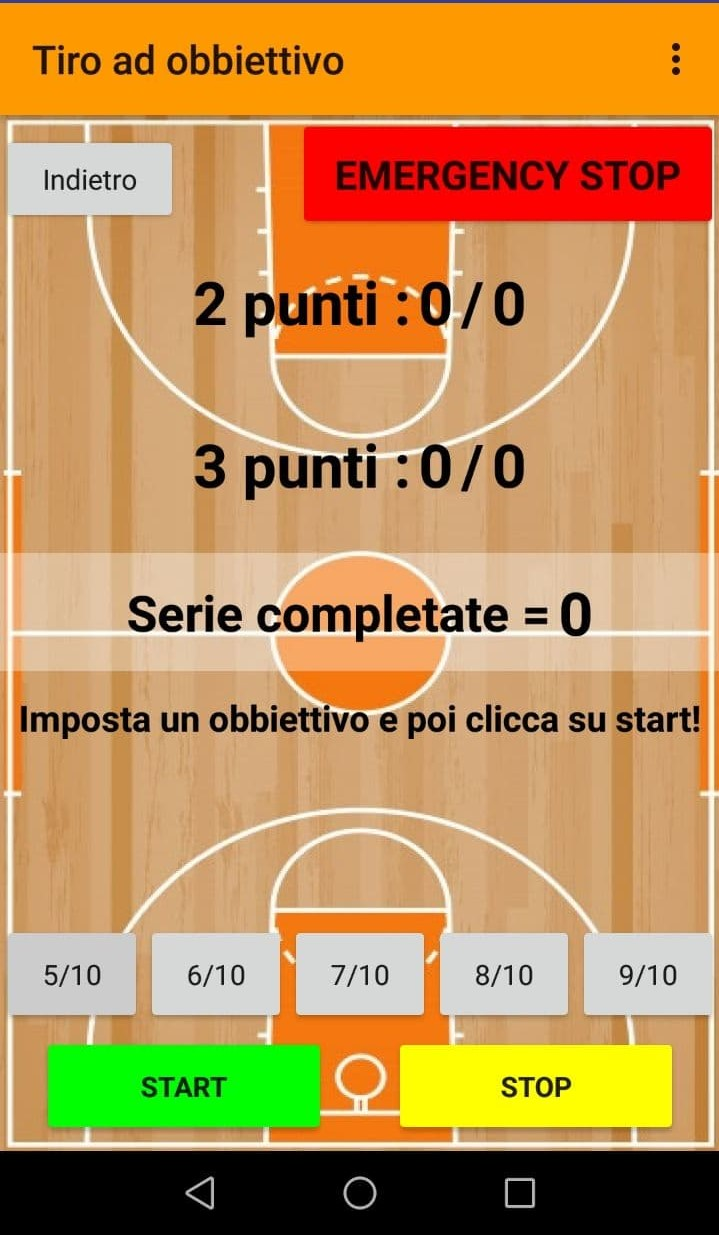 Tiro ad obbiettivo
Indietro
EMERGENCY STOP
2 punti : 0 / 0
3 punti : 0 / 0
Serie completate = 0
Imposta un obbiettivo e poi clicca su start!
5/10 6/10 7/10 8/10 9/10
START STOP